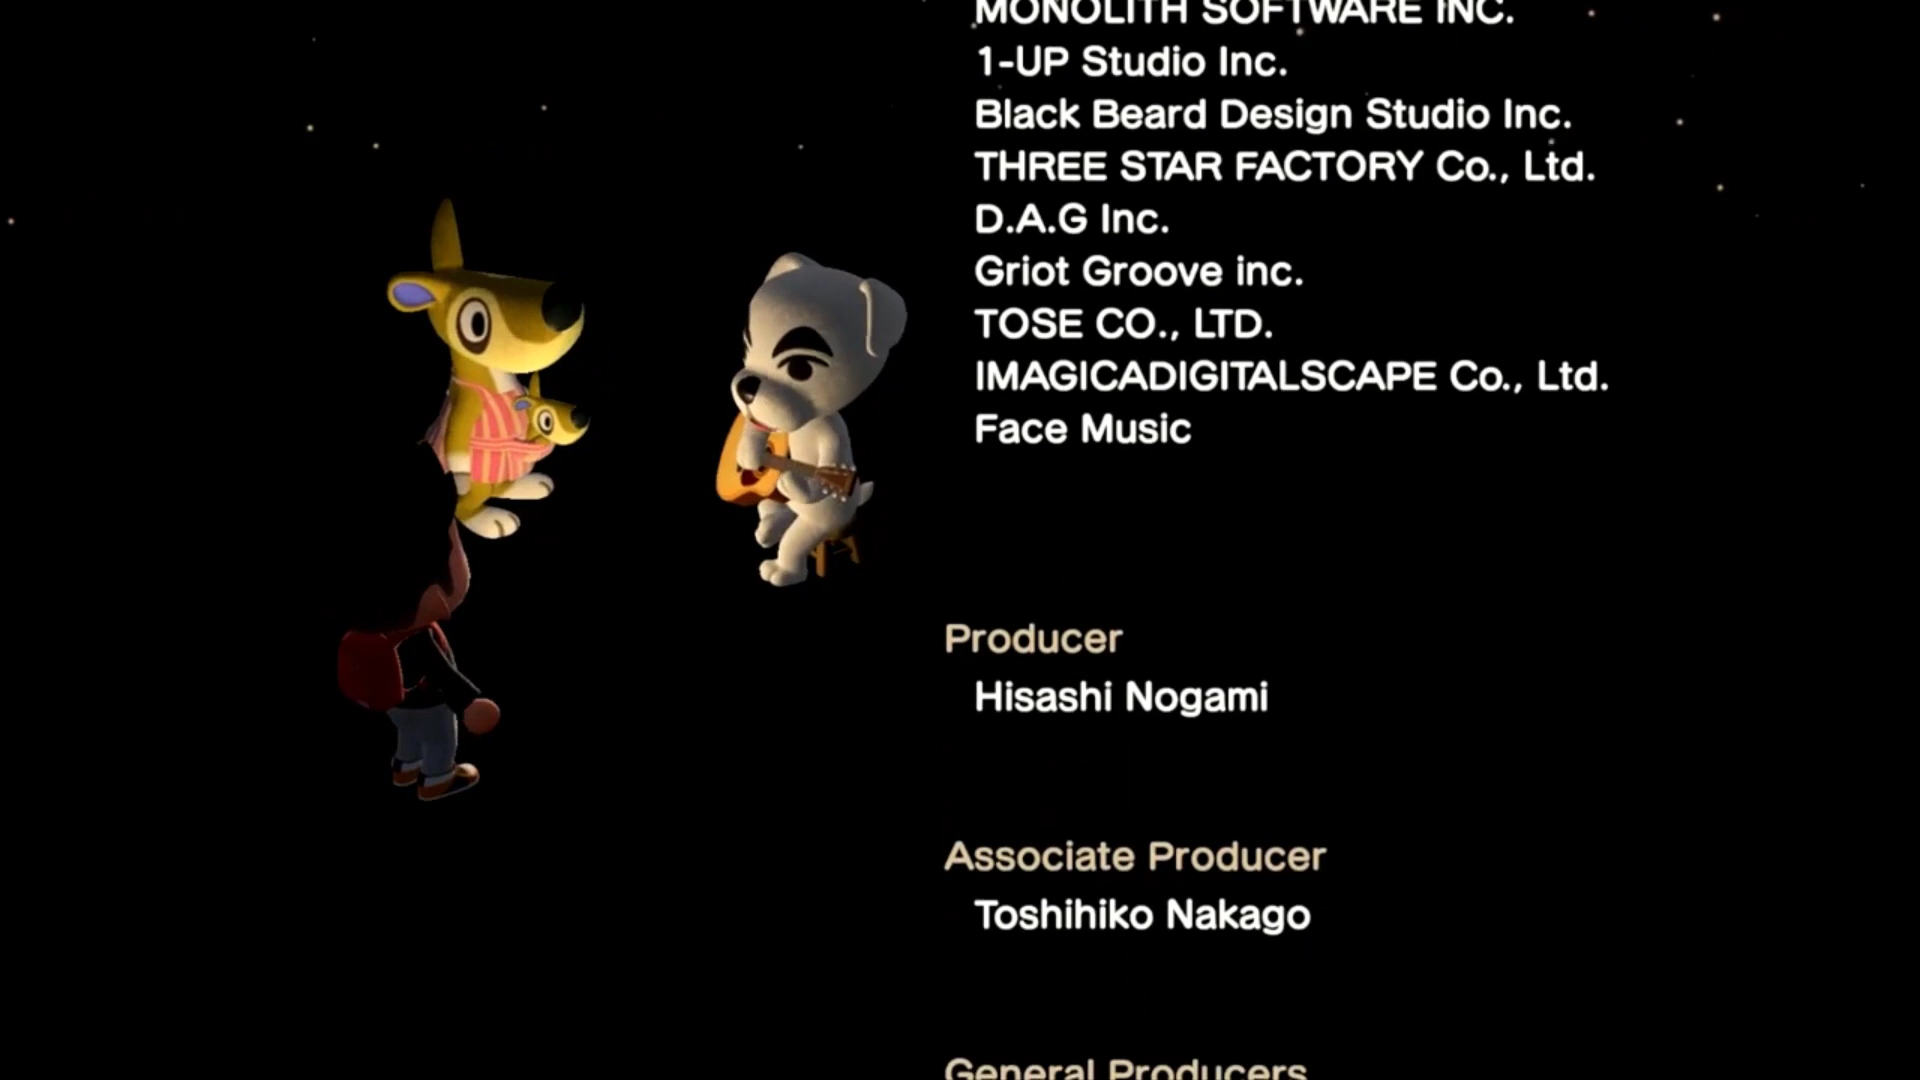 MONOLITH SOFTWARE INC.
1-UP Studio Inc.
Black Beard Design Studio Inc.
THREE STAR FACTORY Co., Ltd.
D.A.G Inc.
Griot Groove inc.
TOSE CO., LTD.
IMAGICADIGITALSCAPE Co., Ltd.
Face Music
Producer
Hisashi Nogami
Associate Producer
Toshihiko Nakago
General Producers